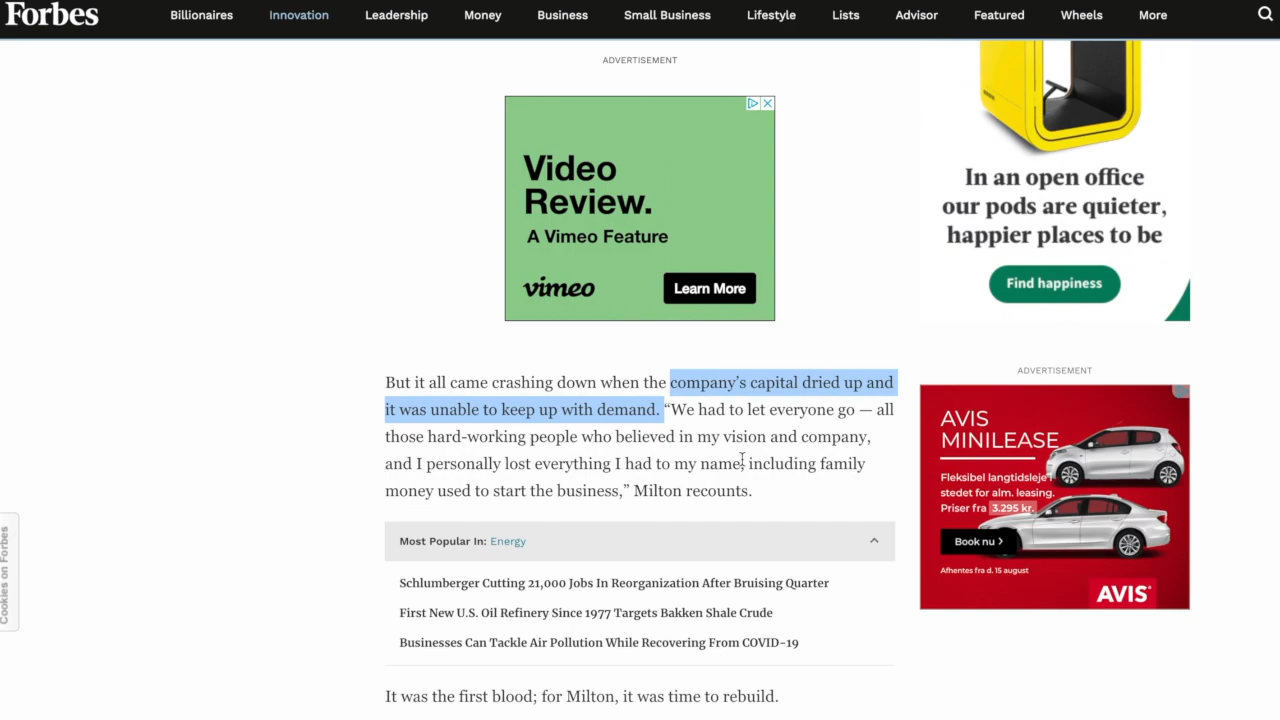 Forbes
Billionaires Innovation Leadership Money Business Small Business Lifestyle Lists Advisor Featured Wheels More
ADVERTISEMENT
Video
Review.
A Vimeo Feature
vimeo
Learn More
In an open office
our pods are quieter,
happier places to be
Find happiness
But it all came crashing down when the company’s capital dried up and
it was unable to keep up with demand. “We had to let everyone go — all
those hard-working people who believed in my vision and company,
and I personally lost everything I had to my name, including family
money used to start the business,” Milton recounts.
Most Popular In: Energy
Schlumberger Cutting 21,000 Jobs In Reorganization After Bruising Quarter
First New U.S. Oil Refinery Since 1977 Targets Bakken Shale Crude
Businesses Can Tackle Air Pollution While Recovering From COVID-19
It was the first blood; for Milton, it was time to rebuild.
ADVERTISEMENT
AVIS
MINILEASE
Fleksibel langtidsleje i
stedet for alm. leasing.
Priser fra 3.295 kr.
Book nu
Afhentes fra d. 15 august
AVIS
Cookies on Forbes